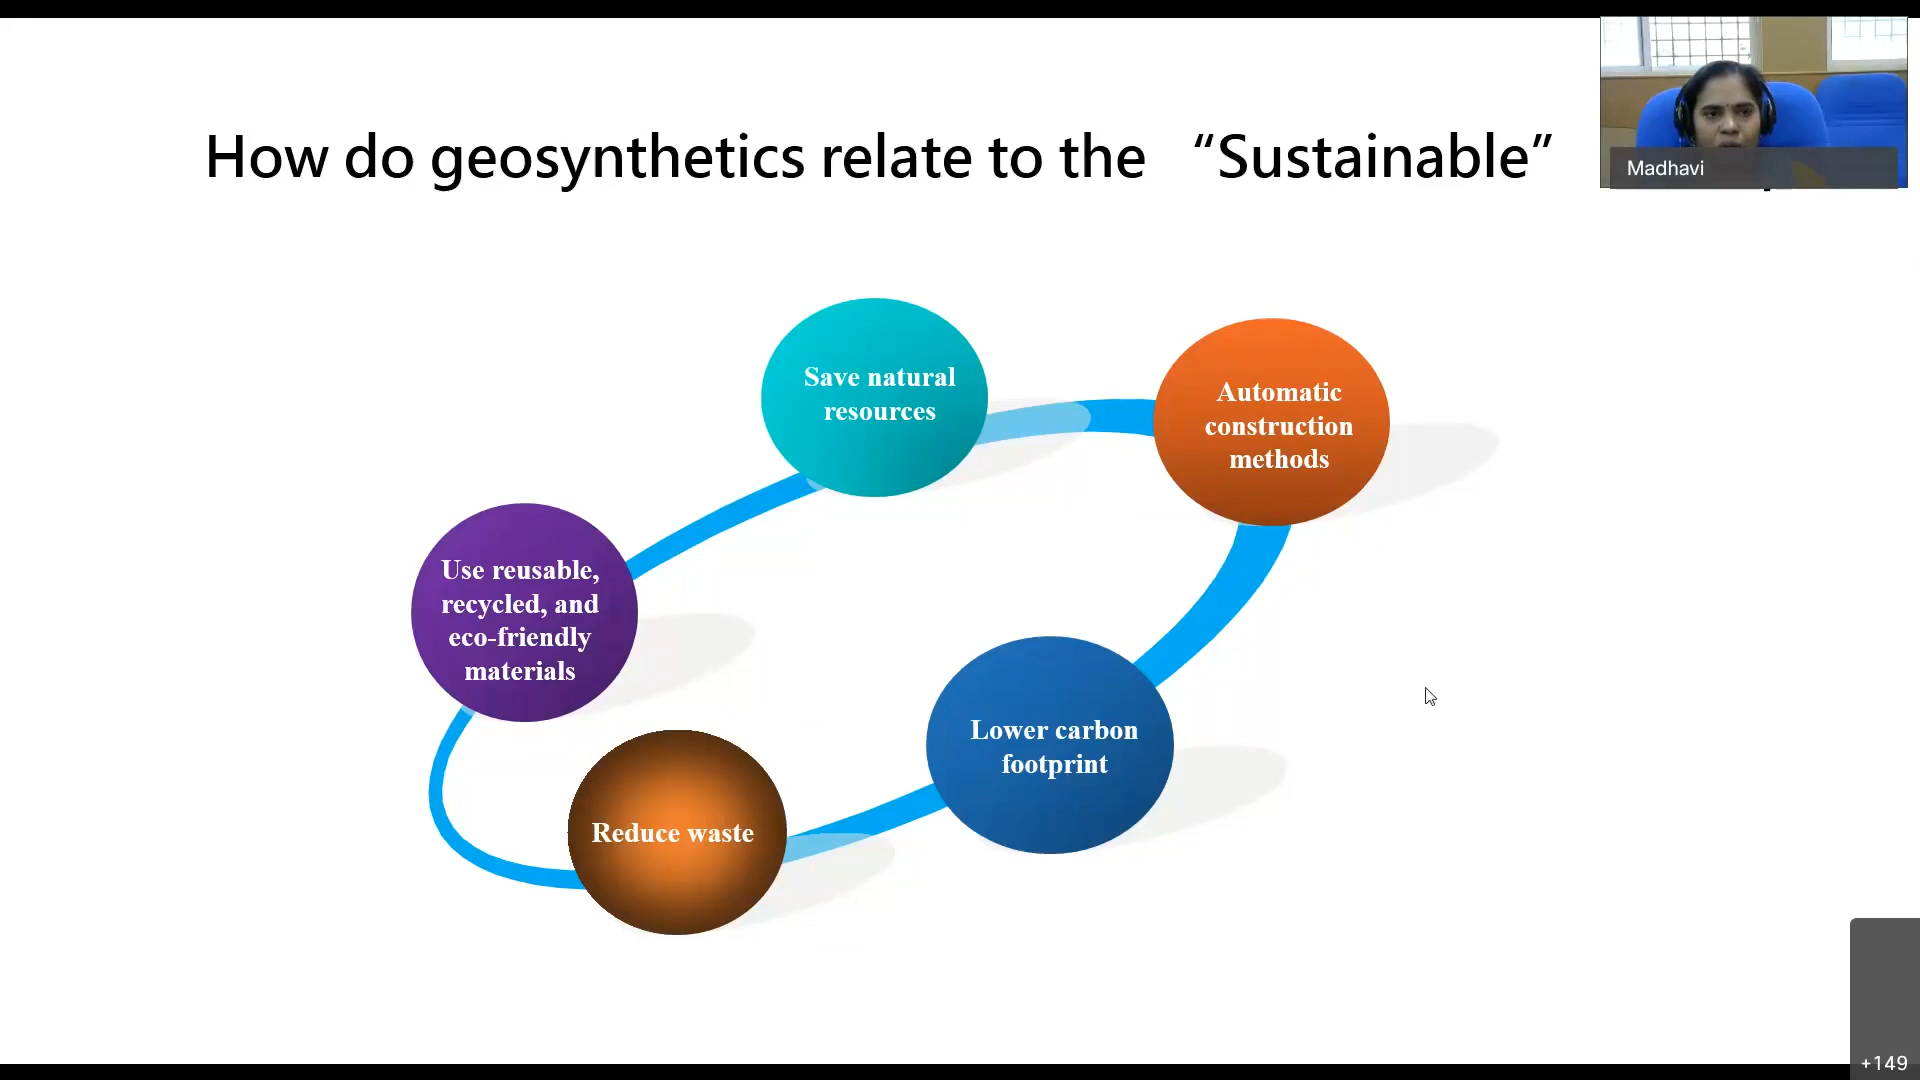 How do geosynthetics relate to the “Sustainable”
Madhavi
Save natural
resources
Automatic
construction
methods
Use reusable,
recycled, and
eco-friendly
materials
Lower carbon
footprint
Reduce waste
+149